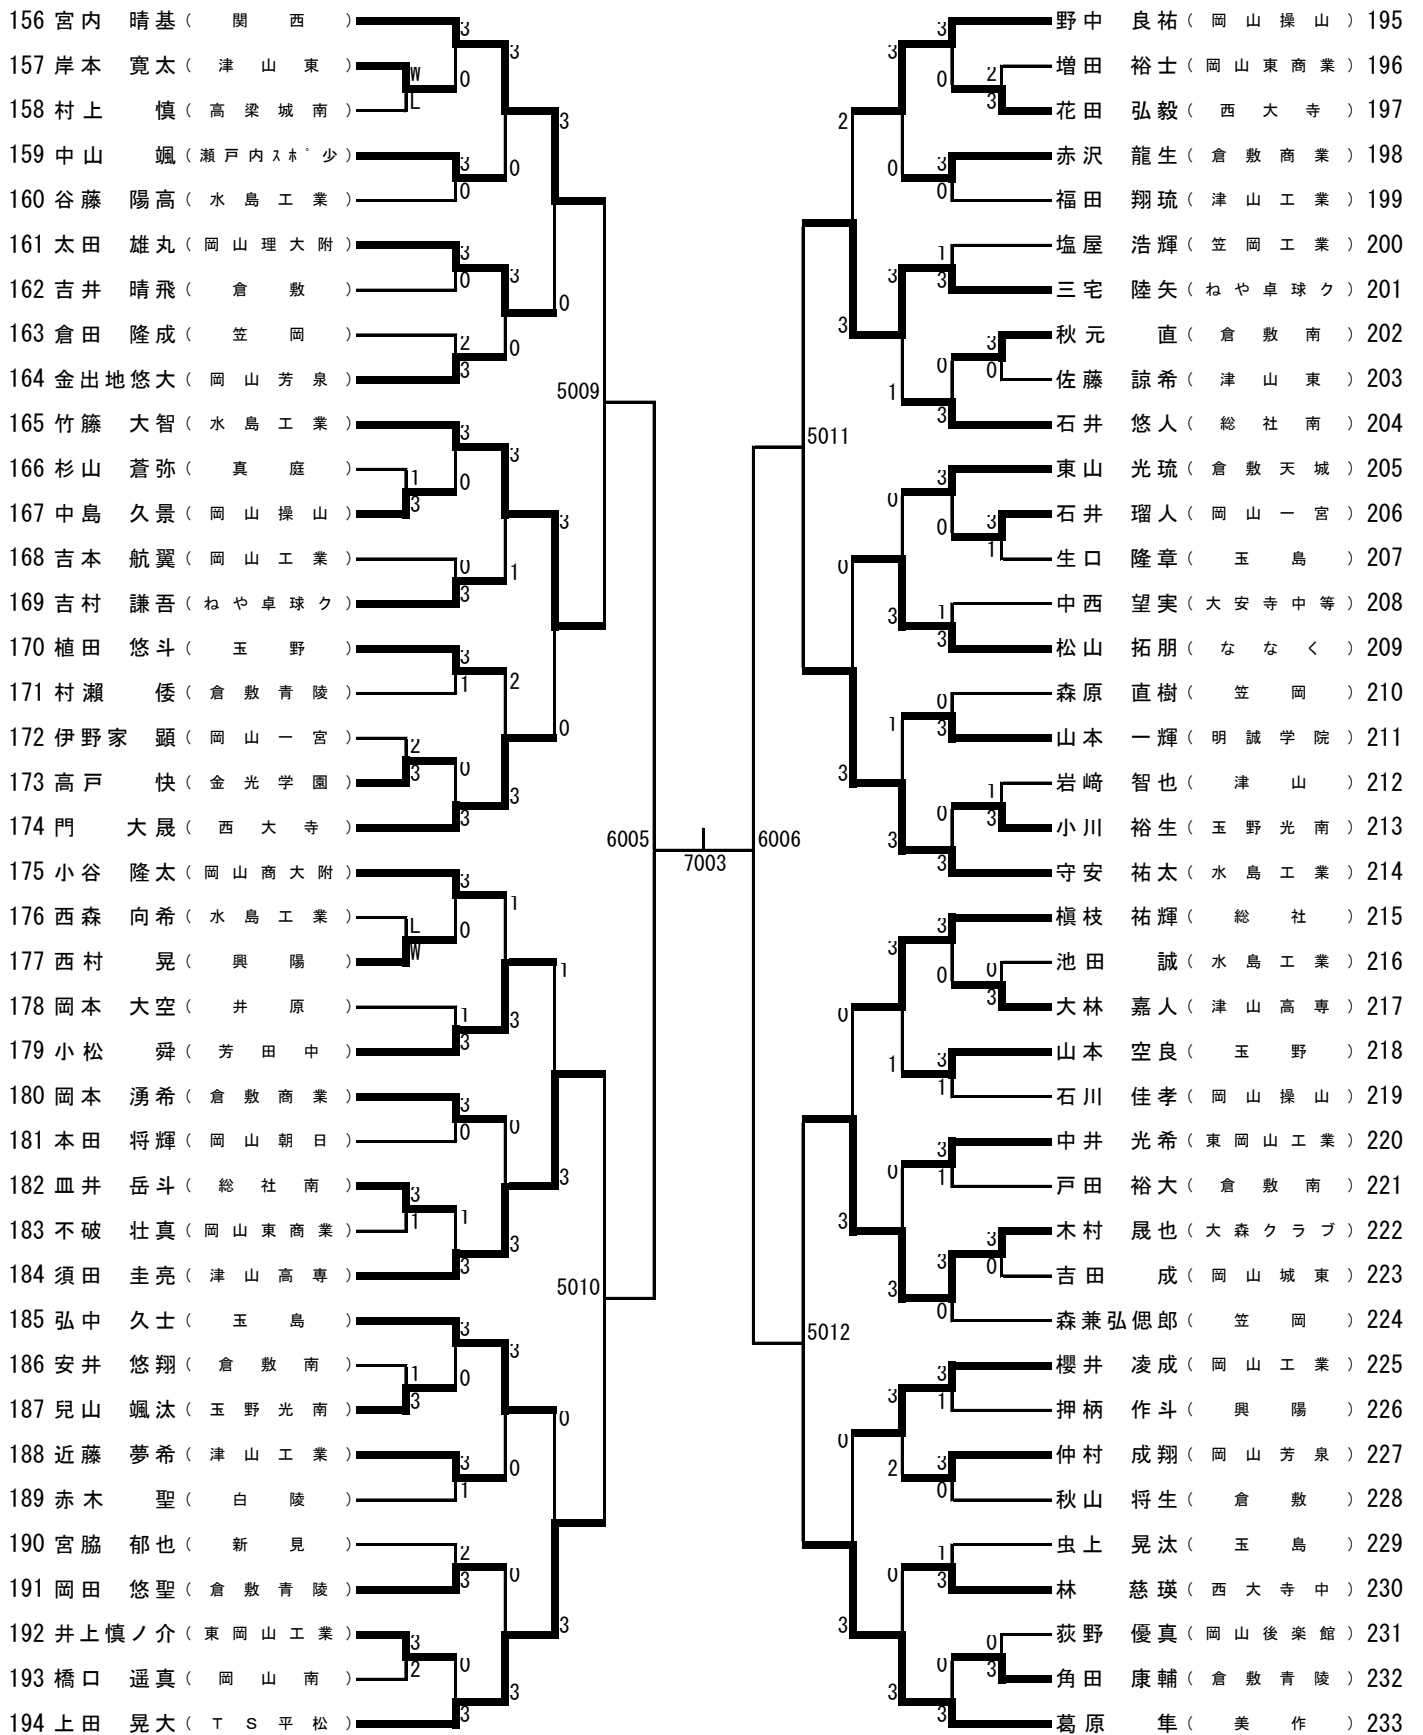 156 宮内 晴基 ( 関 西 )
157 岸本 寛太 ( 津 山 東 )
158 村上 慎 ( 高 梁 城 南 )
159 中山 颯 ( 瀬戸内スポ少 )
160 谷藤 陽高 ( 水 島 工 業 )
161 太田 雄丸 ( 岡 山 理 大 附 )
162 吉井 晴飛 ( 倉 敷 )
163 倉田 隆成 ( 笠 岡 )
164 金出地悠大 ( 岡 山 芳 泉 )
165 竹藤 大智 ( 水 島 工 業 )
166 杉山 蒼弥 ( 真 庭 )
167 中島 久景 ( 岡 山 操 山 )
168 吉本 航翼 ( 岡 山 工 業 )
169 吉村 謙吾 ( ねや卓球ク )
170 植田 悠斗 ( 玉 野 )
171 村瀬 倭 ( 倉 敷 青 陵 )
172 伊野家 顕 ( 岡 山 一 宮 )
173 高戸 快 ( 金 光 学 園 )
174 門 大晟 ( 西 大 寺 )
175 小谷 隆太 ( 岡 山 商 大 附 )
176 西森 向希 ( 水 島 工 業 )
177 西村 晃 ( 興 陽 )
178 岡本 大空 ( 井 原 )
179 小松 舜 ( 芳 田 中 )
180 岡本 湧希 ( 倉 敷 商 業 )
181 本田 将輝 ( 岡 山 朝 日 )
182 皿井 岳斗 ( 総 社 南 )
183 不破 壮真 ( 岡 山 東 商 業 )
184 須田 圭亮 ( 津 山 高 専 )
185 弘中 久士 ( 玉 島 )
186 安井 悠翔 ( 倉 敷 南 )
187 兒山 颯汰 ( 玉 野 光 南 )
188 近藤 夢希 ( 津 山 工 業 )
189 赤木 聖 ( 白 陵 )
190 宮脇 郁也 ( 新 見 )
191 岡田 悠聖 ( 倉 敷 青 陵 )
192 井上慎ノ介 ( 東 岡 山 工 業 )
193 橋口 遥真 ( 岡 山 南 )
194 上田 晃大 ( T S 平 松 )
5009
5010
6005
7003
6006
5011
5012
野中 良祐 ( 岡 山 操 山 ) 195
増田 裕士 ( 岡 山 東 商 業 ) 196
花田 弘毅 ( 西 大 寺 ) 197
赤沢 龍生 ( 倉 敷 商 業 ) 198
福田 翔琉 ( 津 山 工 業 ) 199
塩屋 浩輝 ( 笠 岡 工 業 ) 200
三宅 陸矢 ( ねや卓球ク ) 201
秋元 直 ( 倉 敷 南 ) 202
佐藤 諒希 ( 津 山 東 ) 203
石井 悠人 ( 総 社 南 ) 204
東山 光琉 ( 倉 敷 天 城 ) 205
石井 瑠人 ( 岡 山 一 宮 ) 206
生口 隆章 ( 玉 島 ) 207
中西 望実 ( 大 安 寺 中 等 ) 208
松山 拓朋 ( な な く ) 209
森原 直樹 ( 笠 岡 ) 210
山本 一輝 ( 明 誠 学 院 ) 211
岩﨑 智也 ( 津 山 ) 212
小川 裕生 ( 玉 野 光 南 ) 213
守安 祐太 ( 水 島 工 業 ) 214
槇枝 祐輝 ( 総 社 ) 215
池田 誠 ( 水 島 工 業 ) 216
大林 嘉人 ( 津 山 高 専 ) 217
山本 空良 ( 玉 野 ) 218
石川 佳孝 ( 岡 山 操 山 ) 219
中井 光希 ( 東 岡 山 工 業 ) 220
戸田 裕大 ( 倉 敷 南 ) 221
木村 晟也 ( 大 森 ク ラ ブ ) 222
吉田 成 ( 岡 山 城 東 ) 223
森兼弘偲郎 ( 笠 岡 ) 224
櫻井 凌成 ( 岡 山 工 業 ) 225
押柄 作斗 ( 興 陽 ) 226
仲村 成翔 ( 岡 山 芳 泉 ) 227
秋山 将生 ( 倉 敷 ) 228
虫上 晃汰 ( 玉 島 ) 229
林 慈瑛 ( 西 大 寺 中 ) 230
荻野 優真 ( 岡 山 後 楽 館 ) 231
角田 康輔 ( 倉 敷 青 陵 ) 232
葛原 隼 ( 美 作 ) 233